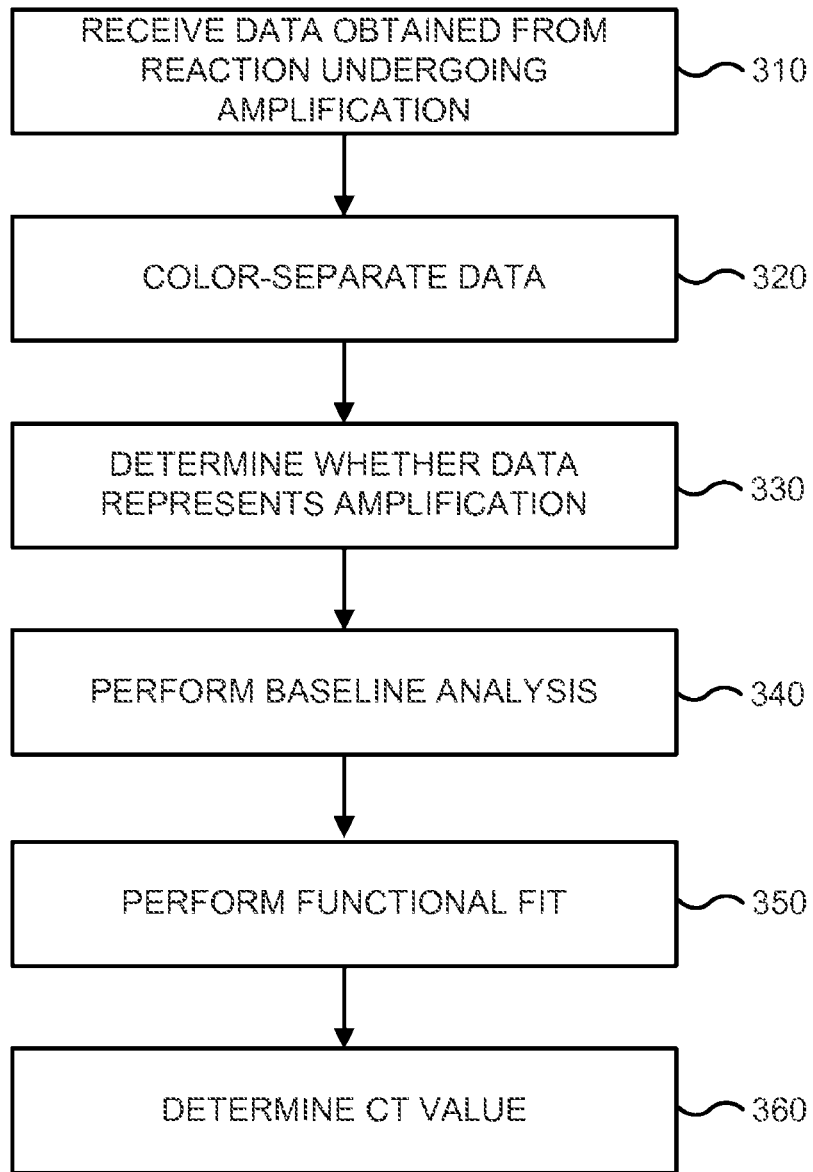 RECEIVE DATA OBTAINED FROM
REACTION UNDERGOING
AMPLIFICATION
310
COLOR-SEPARATE DATA
320
DETERMINE WHETHER DATA
REPRESENTS AMPLIFICATION
330
PERFORM BASELINE ANALYSIS
340
PERFORM FUNCTIONAL FIT
350
DETERMINE CT VALUE
360